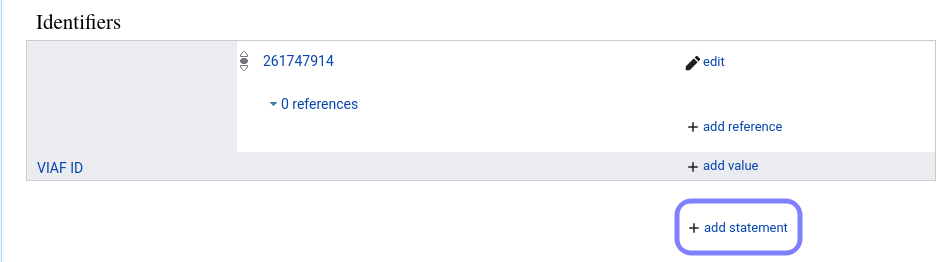 Identifiers
261747914
edit
0 references
add reference
VIAF ID
add value
add statement